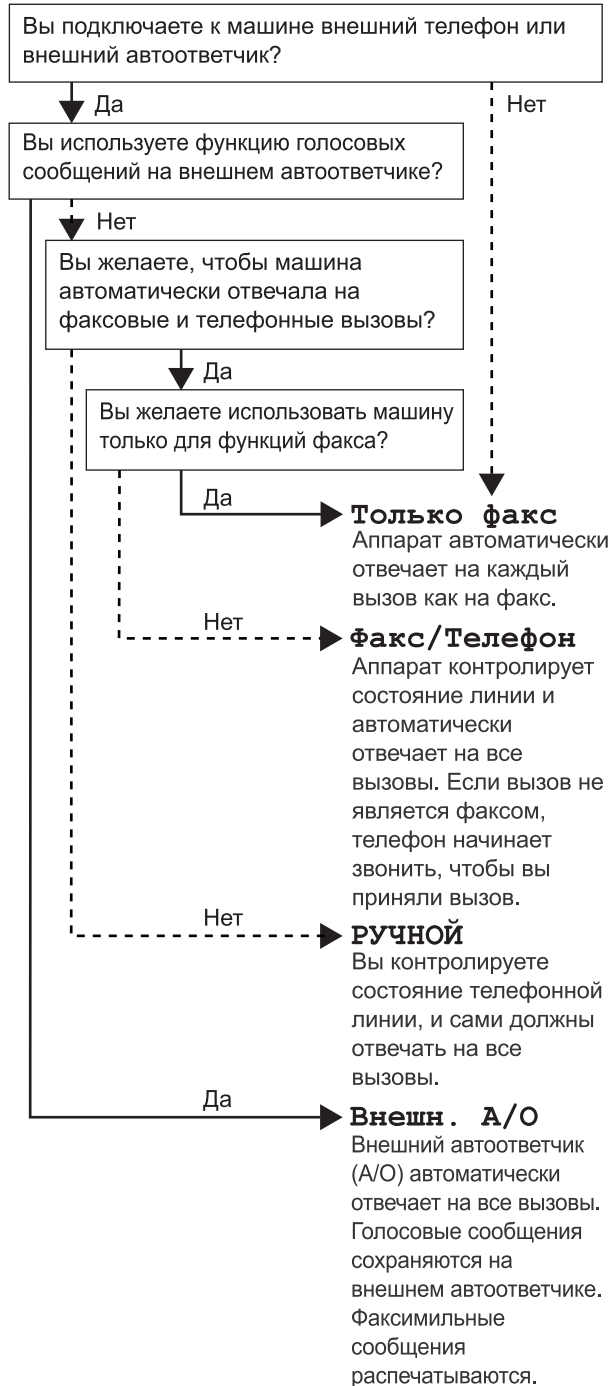 Вы подключаете к машине внешний телефон или
внешний автоответчик?
Да
Нет
Вы используете функцию голосовых
сообщений на внешнем автоответчике?
Нет
Вы желаете, чтобы машина
автоматически отвечала на
факсовые и телефонные вызовы?
Да
Вы желаете использовать машину
только для функций факса?
Да
Только факс
Аппарат автоматически
отвечает на каждый
вызов как на факс.
Нет
Факс/Телефон
Аппарат контролирует
состояние линии и
автоматически
отвечает на все
вызовы. Если вызов не
является факсом,
телефон начинает
звонить, чтобы вы
приняли вызов.
Нет
РУЧНОЙ
Вы контролируете
состояние телефонной
линии, и сами должны
отвечать на все
вызовы.
Да
Внешн. А/О
Внешний автоответчик
(А/О) автоматически
отвечает на все вызовы.
Голосовые сообщения
сохраняются на
внешнем автоответчике.
Факсимильные
сообщения
распечатываются.